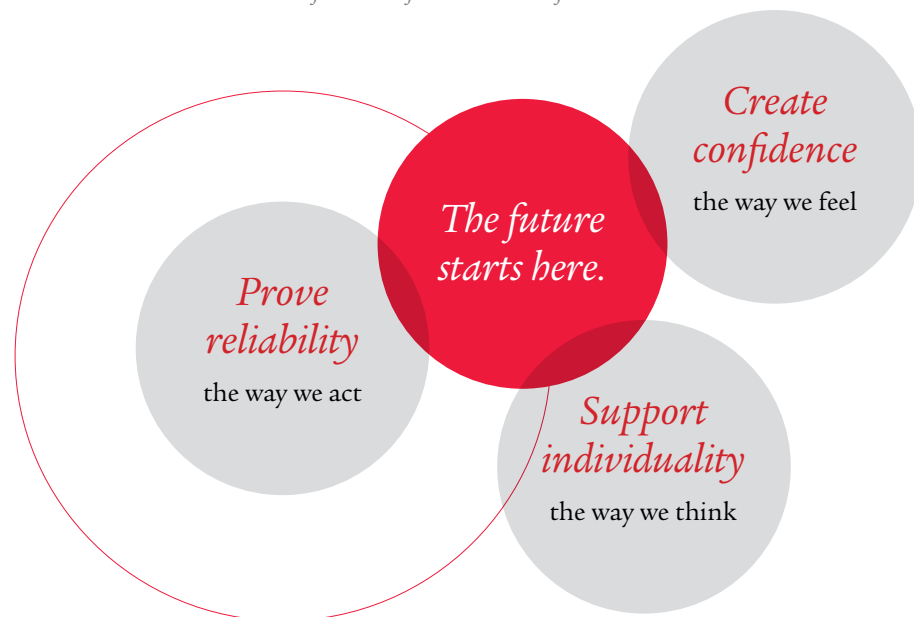 Create
confidence
the way we feel
The future
starts here.
Prove
reliability
the way we act
Support
individuality
the way we think